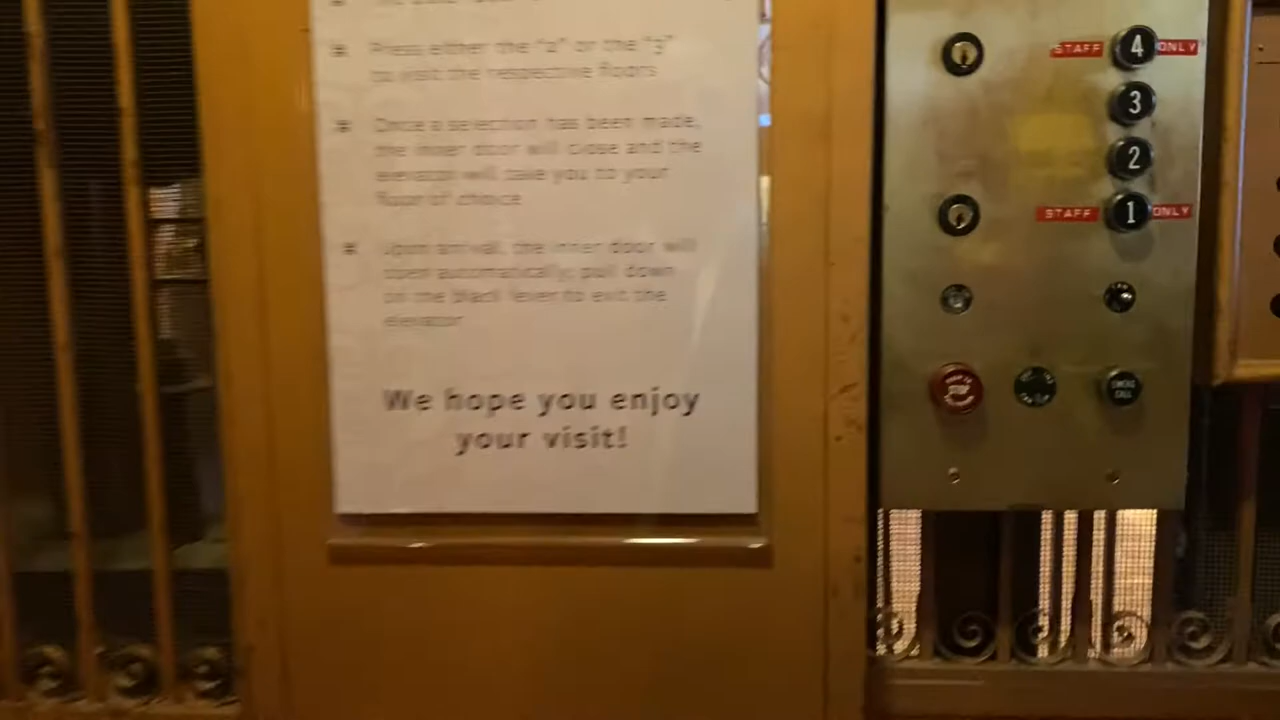 Press either the "2" or the "3"
to visit the respective floors
Once a selection has been made,
the inner door will close and the
elevator will take you to your
floor of choice
Upon arrival, the inner door will
open automatically; pull down
on the black lever to exit the
elevator
We hope you enjoy
your visit!
STAFF 4 ONLY
3
2
STAFF 1 ONLY
STOP
CALL